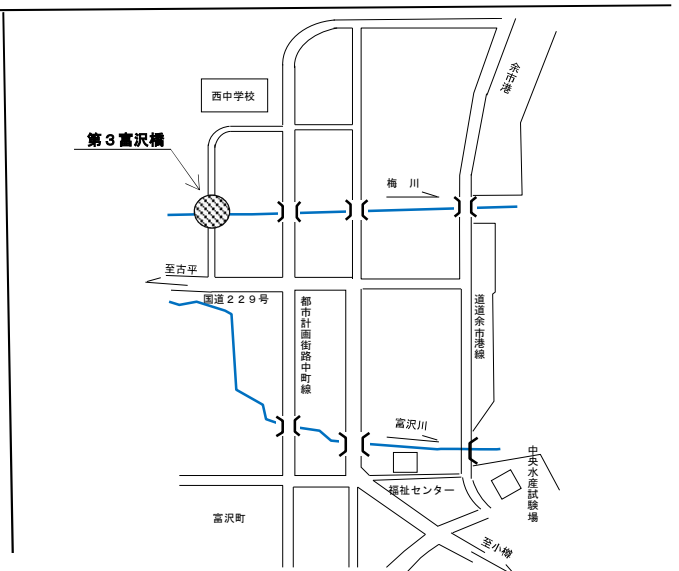 余市港
西中学校
第３富沢橋
梅 川
至古平
国道２２９号
都市計画街路中町線
道道余市港線
富沢川
中央水産試験場
福祉センター
富沢町
至小樽